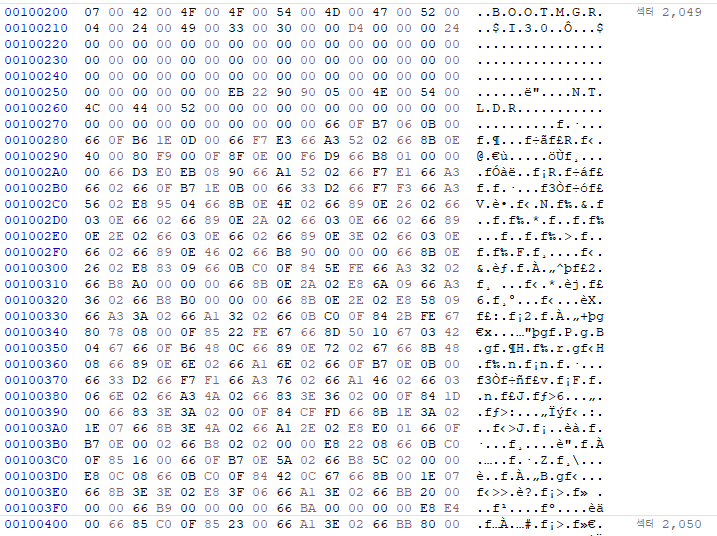 00100200 07 00 42 00 4F 00 4F 00 54 00 4D 00 47 00 52 00 ..B.O.O.T.M.G.R. 섹터 2,049
00100210 04 00 24 00 49 00 33 00 30 00 00 D4 00 00 00 24 ..$.I.3.0..Ô...$
00100220 00 00 00 00 00 00 00 00 00 00 00 00 00 00 00 00 ................
00100230 00 00 00 00 00 00 00 00 00 00 00 00 00 00 00 00 ................
00100240 00 00 00 00 00 00 00 00 00 00 00 00 00 00 00 00 ................
00100250 00 00 00 00 00 00 EB 22 90 90 05 00 4E 00 54 00 ......ë"....N.T.
00100260 4C 00 44 00 52 00 00 00 00 00 00 00 00 00 00 00 L.D.R...........
00100270 00 00 00 00 00 00 00 00 00 00 66 0F B7 06 0B 00 ..........f.·...
00100280 66 0F B6 1E 0D 00 66 F7 E3 66 A3 52 02 66 8B 0E f.¶...f÷ãf£R.f‹.
00100290 40 00 80 F9 00 0F 8F 0E 00 F6 D9 66 B8 01 00 00 @.€ù.....öÙf¸...
001002A0 00 66 D3 E0 EB 08 90 66 A1 52 02 66 F7 E1 66 A3 .fÓàë..f¡R.f÷áf£
001002B0 66 02 66 0F B7 1E 0B 00 66 33 D2 66 F7 F3 66 A3 f.f.·...f3Òf÷óf£
001002C0 56 02 E8 95 04 66 8B 0E 4E 02 66 89 0E 26 02 66 V.è•.f‹.N.f‰.&.f
001002D0 03 0E 66 02 66 89 0E 2A 02 66 03 0E 66 02 66 89 ..f.f‰.*.f..f.f‰
001002E0 0E 2E 02 66 03 0E 66 02 66 89 0E 3E 02 66 03 0E ...f..f.f‰.>.f..
001002F0 66 02 66 89 0E 46 02 66 B8 90 00 00 00 66 8B 0E f.f‰.F.f¸....f‹.
00100300 26 02 E8 83 09 66 0B C0 0F 84 5E FE 66 A3 32 02 &.èƒ.f.À.„^þf£2.
00100310 66 B8 A0 00 00 00 66 8B 0E 2A 02 E8 6A 09 66 A3 f¸ ...f‹.*.èj.f£
00100320 36 02 66 B8 B0 00 00 00 66 8B 0E 2E 02 E8 58 09 6.f¸°...f‹...èX.
00100330 66 A3 3A 02 66 A1 32 02 66 0B C0 0F 84 2B FE 67 f£:.f¡2.f.À.„+þg
00100340 80 78 08 00 0F 85 22 FE 67 66 8D 50 10 67 03 42 €x...…"þgf.P.g.B
00100350 04 67 66 0F B6 48 0C 66 89 0E 72 02 67 66 8B 48 .gf.¶H.f‰.r.gf‹H
00100360 08 66 89 0E 6E 02 66 A1 6E 02 66 0F B7 0E 0B 00 .f‰.n.f¡n.f.·...
00100370 66 33 D2 66 F7 F1 66 A3 76 02 66 A1 46 02 66 03 f3Òf÷ñf£v.f¡F.f.
00100380 06 6E 02 66 A3 4A 02 66 83 3E 36 02 00 0F 84 1D .n.f£J.fƒ>6...„.
00100390 00 66 83 3E 3A 02 00 0F 84 CF FD 66 8B 1E 3A 02 .fƒ>:...„Ïýf‹.:.
001003A0 1E 07 66 8B 3E 4A 02 66 A1 2E 02 E8 E0 01 66 0F ..f‹>J.f¡..èà.f.
001003B0 B7 0E 00 02 66 B8 02 02 00 00 E8 22 08 66 0B C0 ·...f¸....è".f.À
001003C0 0F 85 16 00 66 0F B7 0E 5A 02 66 B8 5C 02 00 00 .…..f.·.Z.f¸\...
001003D0 E8 0C 08 66 0B C0 0F 84 42 0C 67 66 8B 00 1E 07 è..f.À.„B.gf‹...
001003E0 66 8B 3E 3E 02 E8 3F 06 66 A1 3E 02 66 BB 20 00 f‹>>.è?.f¡>.f» .
001003F0 00 00 66 B9 00 00 00 00 66 BA 00 00 00 00 E8 E4 ..f¹....fº....èä
00100400 00 66 85 C0 0F 85 23 00 66 A1 3E 02 66 BB 80 00 .f…À.…#.f¡>.f»€. 섹터 2,050